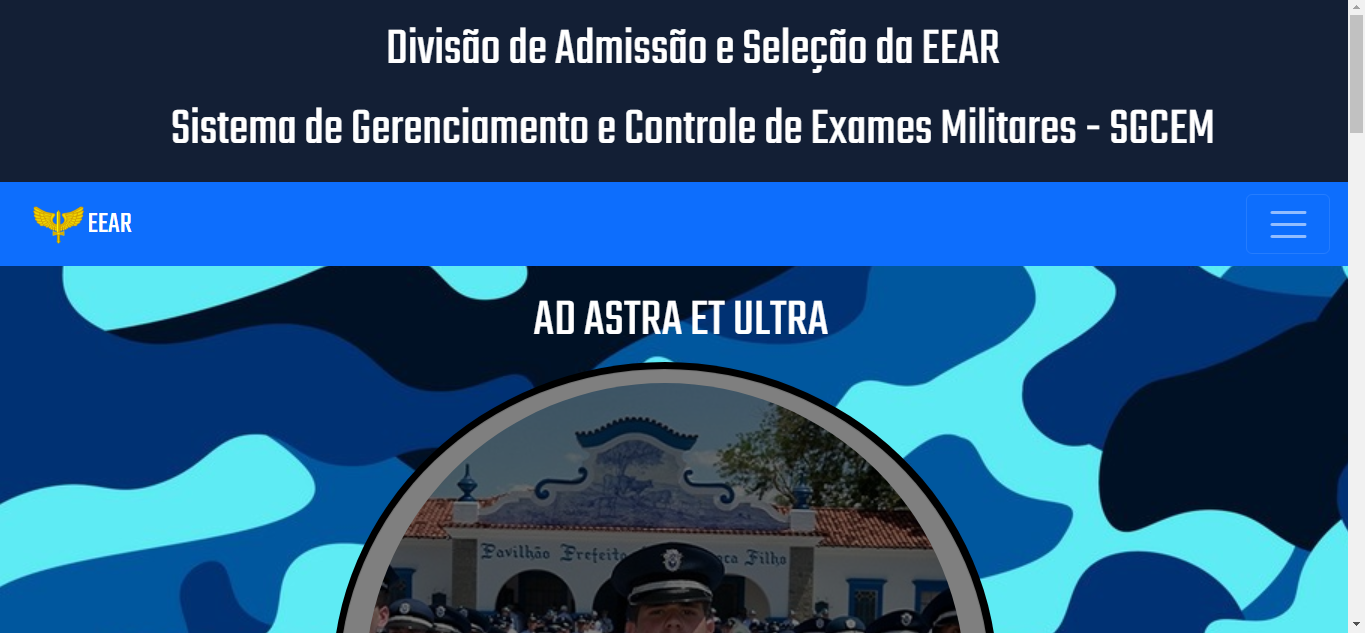 Divisão de Admissão e Seleção da EEAR
Sistema de Gerenciamento e Controle de Exames Militares - SGCEM
EEAR
AD ASTRA ET ULTRA
Pavilhão Prefeito Filho